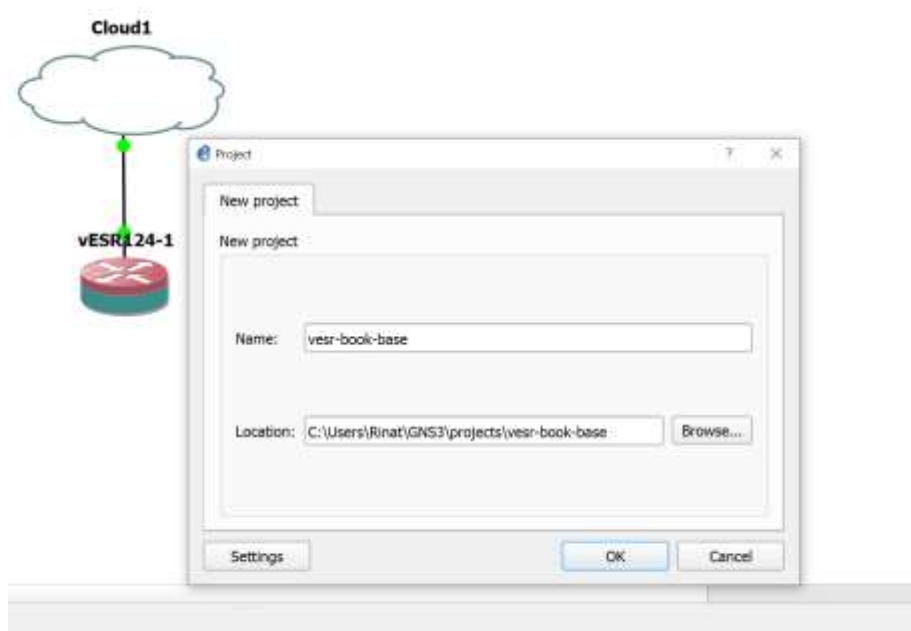 Cloud1
vESR124-1
Project
?
New project
New project
Name:
vesr-book-base
Location:
C:\Users\Rinat\GNS3\projects\vesr-book-base
Browse...
Settings
OK
Cancel